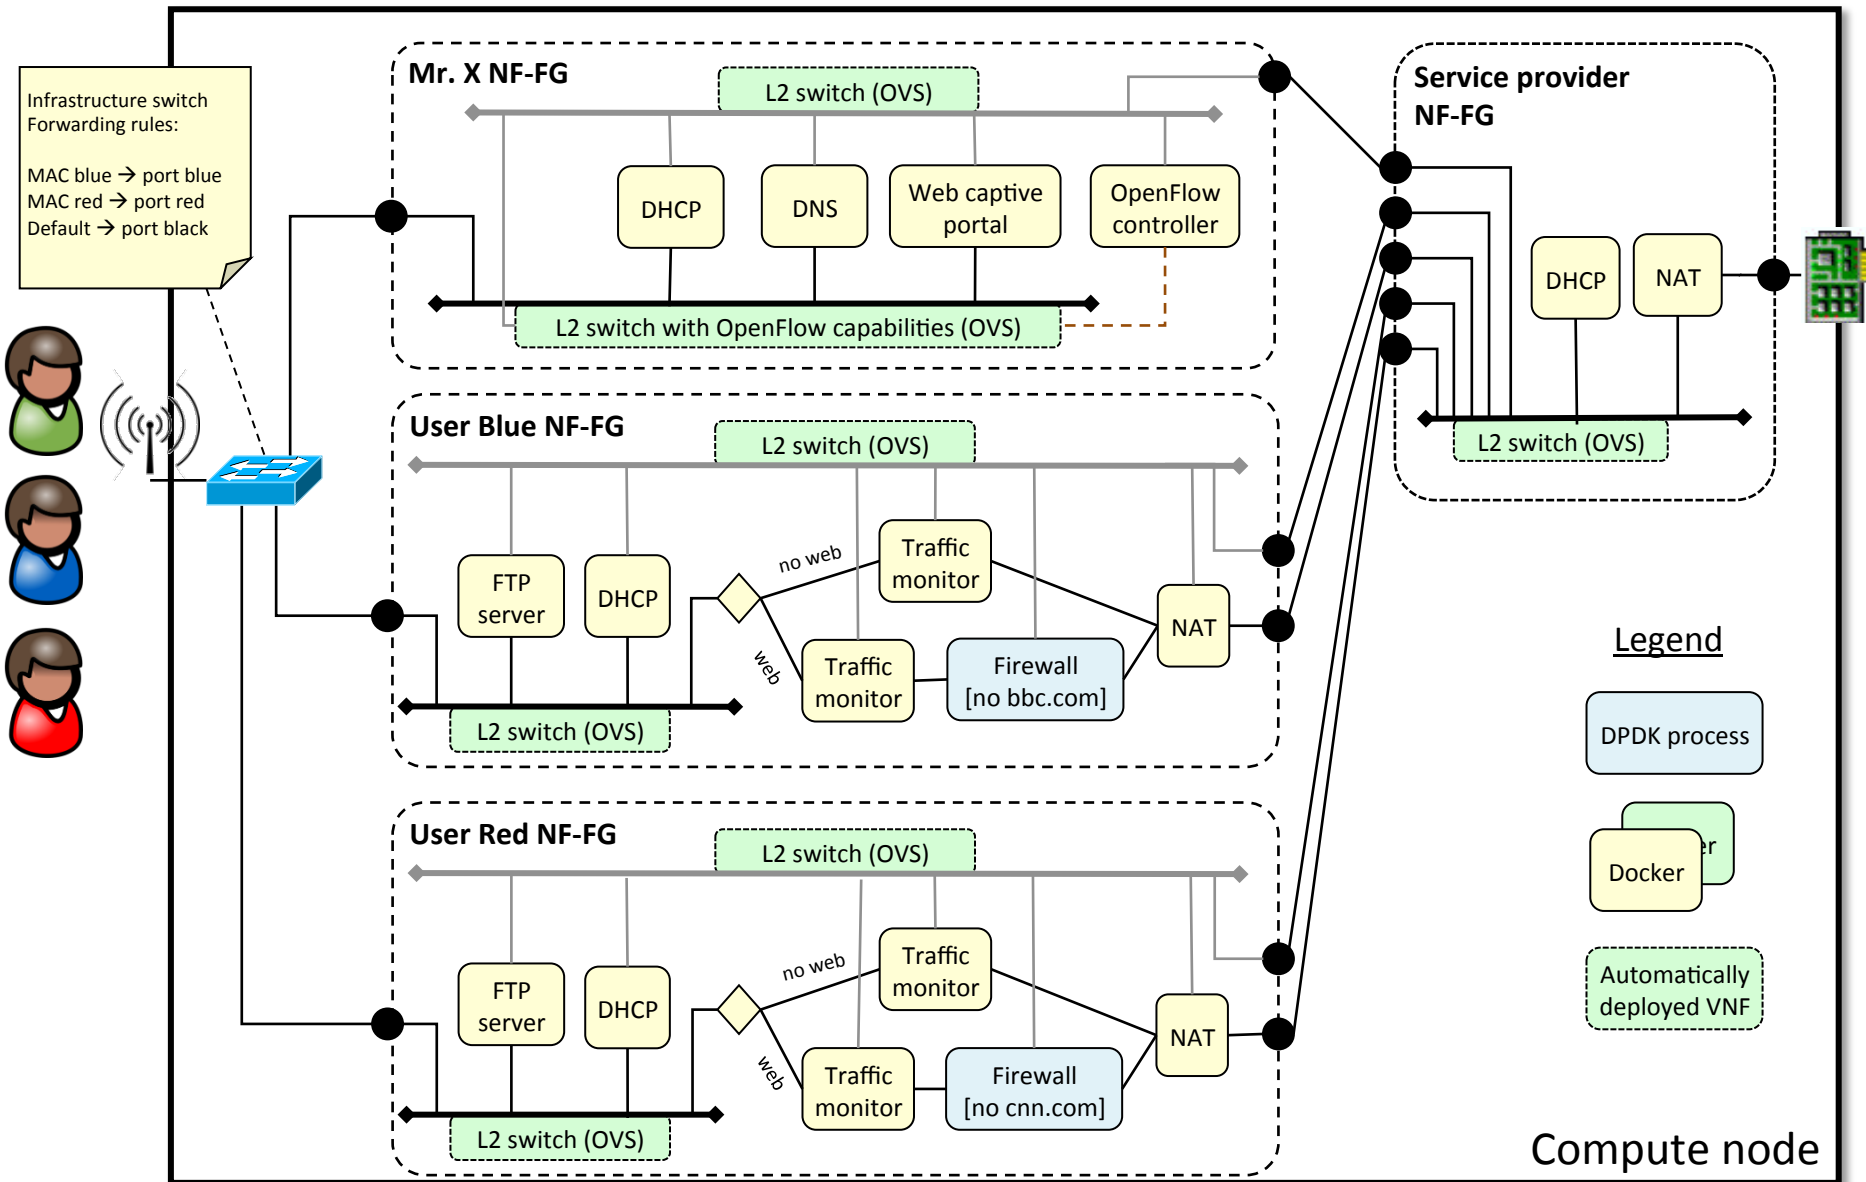 Infrastructure switch
Forwarding rules:
MAC blue → port blue
MAC red → port red
Default → port black
Mr. X NF-FG
L2 switch (OVS)
DHCP
DNS
Web captive
portal
OpenFlow
controller
L2 switch with OpenFlow capabilities (OVS)
Service provider
NF-FG
DHCP
NAT
L2 switch (OVS)
User Blue NF-FG
L2 switch (OVS)
FTP
server
DHCP
no web
web
Traffic
monitor
Traffic
monitor
Firewall
[no bbc.com]
NAT
L2 switch (OVS)
User Red NF-FG
L2 switch (OVS)
FTP
server
DHCP
no web
web
Traffic
monitor
Traffic
monitor
Firewall
[no cnn.com]
NAT
L2 switch (OVS)
Legend
DPDK process
er
Docker
Automatically
deployed VNF
Compute node